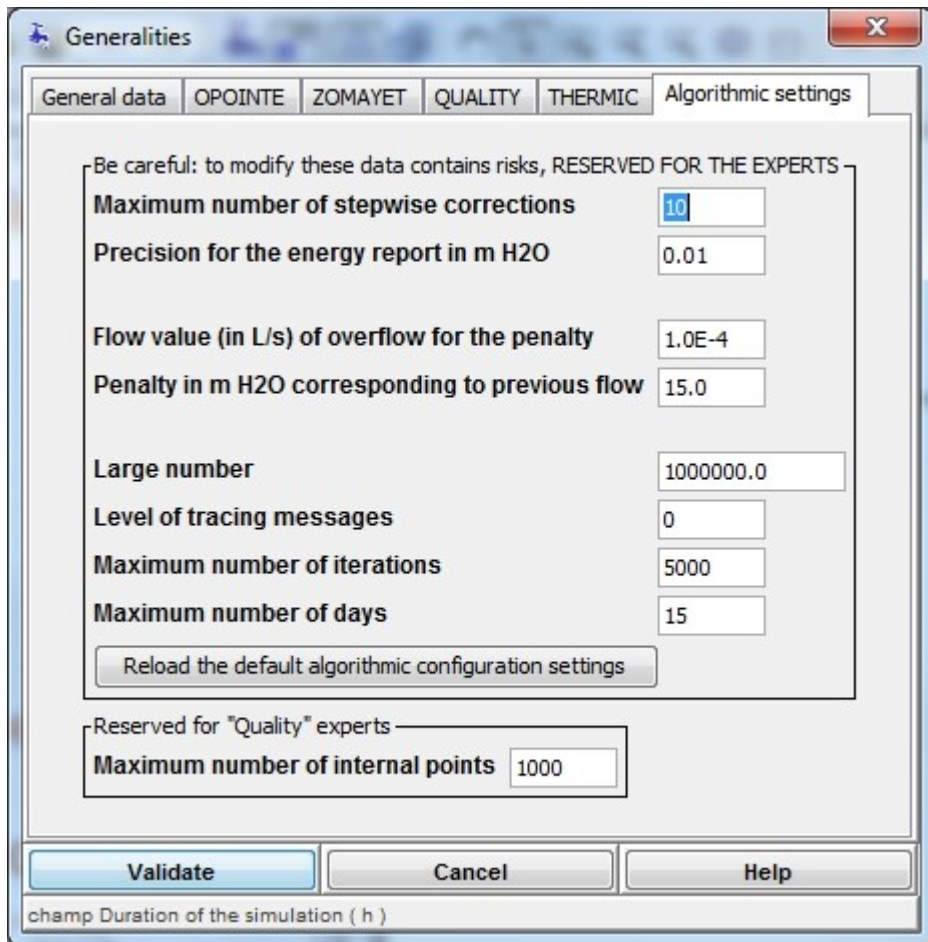 Generalities
General data OPOINTE ZOMAYET QUALITY THERMIC Algorithmic settings
Be careful: to modify these data contains risks, RESERVED FOR THE EXPERTS
Maximum number of stepwise corrections 10
Precision for the energy report in m H2O 0.01
Flow value (in L/s) of overflow for the penalty 1.0E-4
Penalty in m H2O corresponding to previous flow 15.0
Large number 1000000.0
Level of tracing messages 0
Maximum number of iterations 5000
Maximum number of days 15
Reload the default algorithmic configuration settings
Reserved for "Quality" experts
Maximum number of internal points 1000
Validate Cancel Help
champ Duration of the simulation ( h )